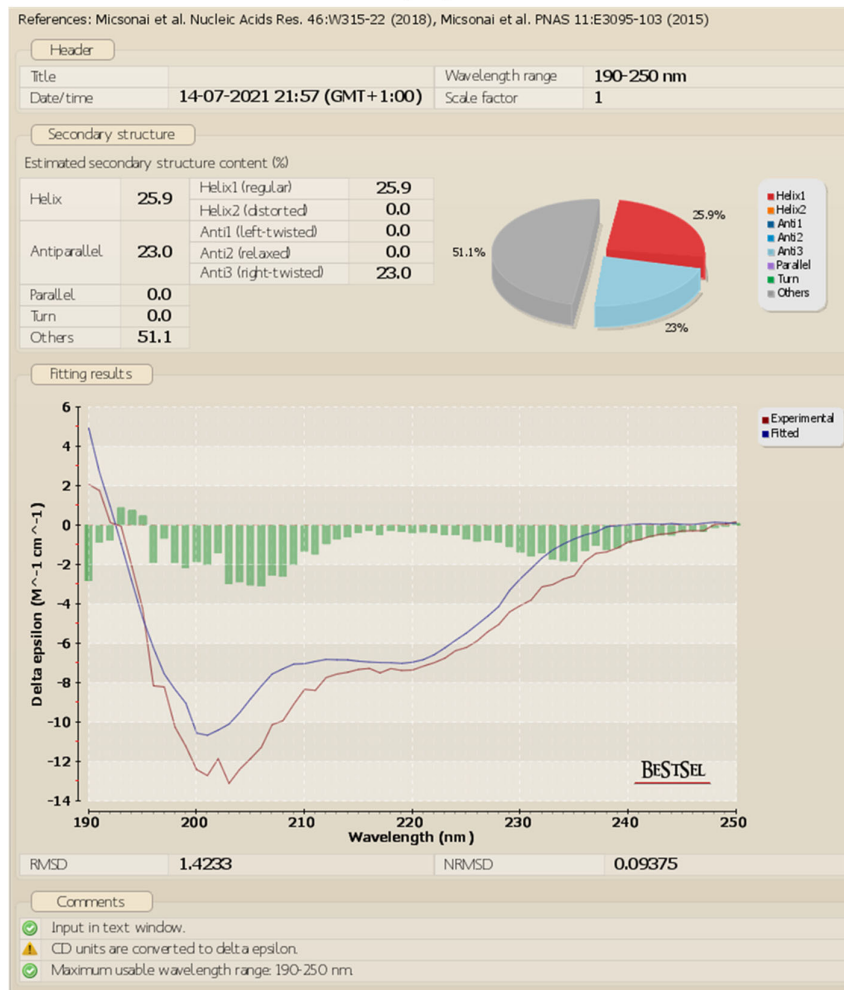 References: Micsonai et al. Nucleic Acids Res. 46:W315-22 (2018), Micsonai et al. PNAS 11:E3095-103 (2015)
Header
Title Wavelength range 190-250 nm
Date/time 14-07-2021 21:57 (GMT+1:00) Scale factor 1
Secondary structure
Estimated secondary structure content (%)
Helix 25.9
Helix1 (regular) 25.9
Helix2 (distorted) 0.0
Antiparallel 23.0
Anti1 (left-twisted) 0.0
Anti2 (relaxed) 0.0
Anti3 (right-twisted) 23.0
Parallel 0.0
Turn 0.0
Others 51.1
51.1%
25.9%
23%
Helix1
Helix2
Anti1
Anti2
Anti3
Parallel
Turn
Others
Fitting results
Delta epsilon (M^-1 cm^-1)
6
4
2
0
-2
-4
-6
-8
-10
-12
-14
Experimental
Fitted
BESTSEL
190 200 210 220 230 240 250
Wavelength (nm)
RMSD 1.4233 NRMSD 0.09375
Comments
Input in text window.
CD units are converted to delta epsilon.
Maximum usable wavelength range: 190-250 nm.